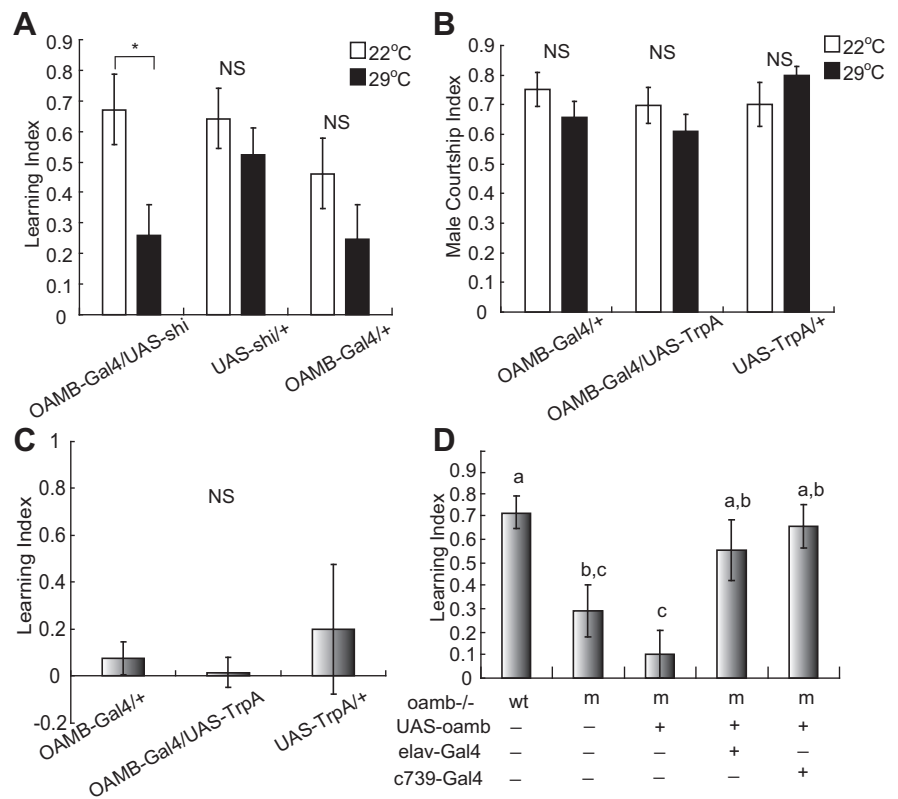 A
Learning Index
0.9
0.8
0.7
0.6
0.5
0.4
0.3
0.2
0.1
0
*
NS
NS
22°C
29°C
OAMB-Gal4/UAS-shi
UAS-shi/+
OAMB-Gal4/+
B
Male Courtship Index
0.9
0.8
0.7
0.6
0.5
0.4
0.3
0.2
0.1
0
NS
NS
NS
22°C
29°C
OAMB-Gal4/+
OAMB-Gal4/UAS-TrpA
UAS-TrpA/+
C
Learning Index
1
0.8
0.6
0.4
0.2
0
-0.2
NS
OAMB-Gal4/+
OAMB-Gal4/UAS-TrpA
UAS-TrpA/+
D
Learning Index
0.9
0.8
0.7
0.6
0.5
0.4
0.3
0.2
0.1
0
a
b,c
c
a,b
a,b
oamb-/- wt m m m m
UAS-oamb – – + + +
elav-Gal4 – – – + –
c739-Gal4 – – – – +